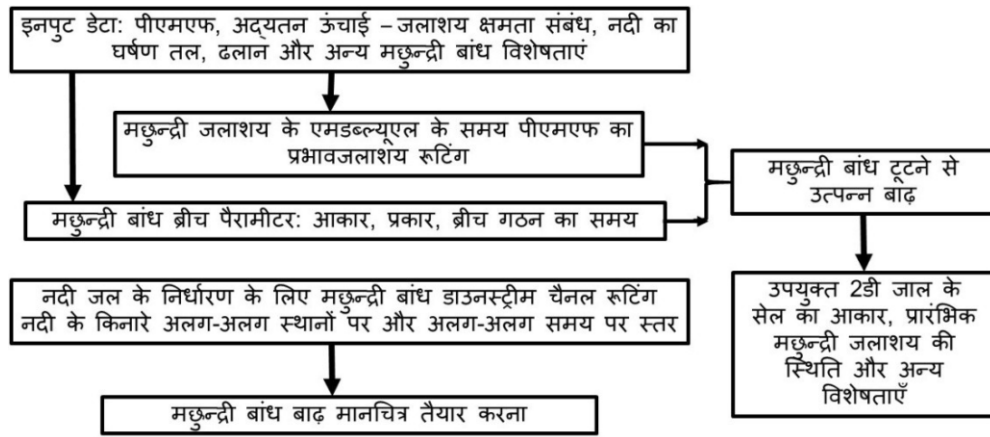 इनपुट डेटा: पीएमएफ, अद्यतन ऊंचाई – जलाशय क्षमता संबंध, नदी का
घर्षण तल, ढलान और अन्य मछुन्द्री बांध विशेषताएं
मछुन्द्री जलाशय के एमडब्ल्यूएल के समय पीएमएफ का
प्रभावजलाशय रूटिंग
मछुन्द्री बांध ब्रीच पैरामीटर: आकार, प्रकार, ब्रीच गठन का समय
मछुन्द्री बांध टूटने से
उत्पन्न बाढ़
उपयुक्त 2डी जाल के
सेल का आकार, प्रारंभिक
मछुन्द्री जलाशय की
स्थिति और अन्य
विशेषताएँ
नदी जल के निर्धारण के लिए मछुन्द्री बांध डाउनस्ट्रीम चैनल रूटिंग
नदी के किनारे अलग-अलग स्थानों पर और अलग-अलग समय पर स्तर
मछुन्द्री बांध बाढ़ मानचित्र तैयार करना